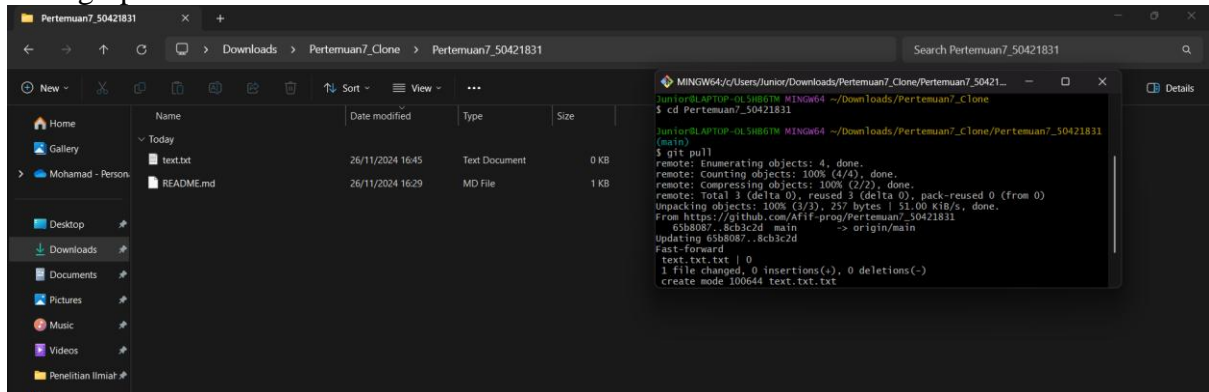 Pertemuan7_50421831
Downloads > Pertemuan7_Clone > Pertemuan7_50421831
Search Pertemuan7_50421831
New
Sort
View
Details
Home
Gallery
Mohamad - Person
Desktop
Downloads
Documents
Pictures
Music
Videos
Penelitian Ilmiah
Name Date modified Type Size
Today
text.txt 26/11/2024 16:45 Text Document 0 KB
README.md 26/11/2024 16:29 MD File 1 KB
MINGW64:/c/Users/Junior/Downloads/Pertemuan7_Clone/Pertemuan7_50421...
Junior@LAPTOP-OL5HB6TM MINGW64 ~/Downloads/Pertemuan7_Clone
$ cd Pertemuan7_50421831
Junior@LAPTOP-OL5HB6TM MINGW64 ~/Downloads/Pertemuan7_Clone/Pertemuan7_50421831
(main)
$ git pull
remote: Enumerating objects: 4, done.
remote: Counting objects: 100% (4/4), done.
remote: Compressing objects: 100% (2/2), done.
remote: Total 3 (delta 0), reused 3 (delta 0), pack-reused 0 (from 0)
Unpacking objects: 100% (3/3), 257 bytes | 51.00 KiB/s, done.
From https://github.com/Afif-prog/Pertemuan7_50421831
65b8087..8cb3c2d main -> origin/main
Updating 65b8087..8cb3c2d
Fast-forward
text.txt.txt | 0
1 file changed, 0 insertions(+), 0 deletions(-)
create mode 100644 text.txt.txt